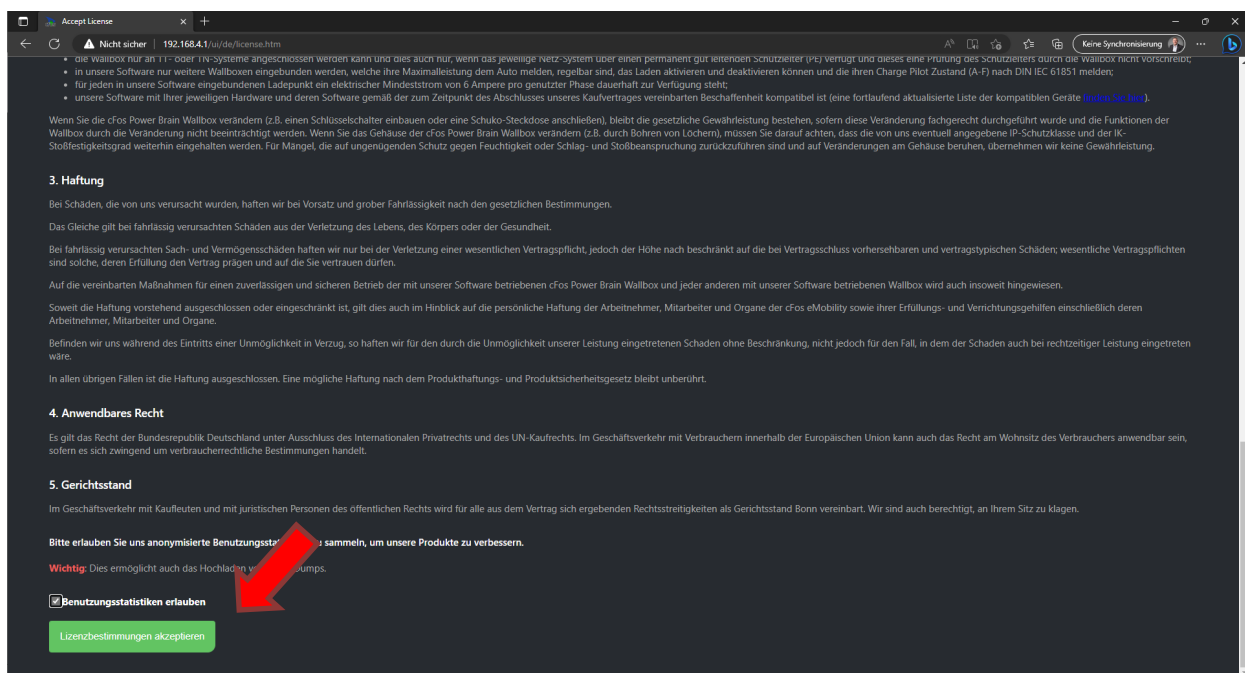 Accept License
Nicht sicher 192.168.4.1/ui/de/license.htm Keine Synchronisierung
die Wallbox nur an TT- oder TN-Systeme angeschlossen werden kann und dies auch nur, wenn das jeweilige Netz-System über einen permanent gut leitenden Schutzleiter (PE) verfügt und dieses eine Prüfung des Schutzleiters durch die Wallbox nicht vorschreibt;
in unsere Software nur weitere Wallboxen eingebunden werden, welche ihre Maximalleistung dem Auto melden, regelbar sind, das Laden aktivieren und deaktivieren können und die ihren Charge Pilot Zustand (A-F) nach DIN IEC 61851 melden;
für jeden in unsere Software eingebundenen Ladepunkt ein elektrischer Mindeststrom von 6 Ampere pro genutzter Phase dauerhaft zur Verfügung steht;
unsere Software mit Ihrer jeweiligen Hardware und deren Software gemäß der zum Zeitpunkt des Abschlusses unseres Kaufvertrages vereinbarten Beschaffenheit kompatibel ist (eine fortlaufend aktualisierte Liste der kompatiblen Geräte finden Sie hier).
Wenn Sie die cFos Power Brain Wallbox verändern (z.B. einen Schlüsselschalter einbauen oder eine Schuko-Steckdose anschließen), bleibt die gesetzliche Gewährleistung bestehen, sofern diese Veränderung fachgerecht durchgeführt wurde und die Funktionen der
Wallbox durch die Veränderung nicht beeinträchtigt werden. Wenn Sie das Gehäuse der cFos Power Brain Wallbox verändern (z.B. durch Bohren von Löchern), müssen Sie darauf achten, dass die von uns eventuell angegebene IP-Schutzklasse und der IK-
Stoßfestigkeitsgrad weiterhin eingehalten werden. Für Mängel, die auf ungenügenden Schutz gegen Feuchtigkeit oder Schlag- und Stoßbeanspruchung zurückzuführen sind und auf Veränderungen am Gehäuse beruhen, übernehmen wir keine Gewährleistung.
3. Haftung
Bei Schäden, die von uns verursacht wurden, haften wir bei Vorsatz und grober Fahrlässigkeit nach den gesetzlichen Bestimmungen.
Das Gleiche gilt bei fahrlässig verursachten Schäden aus der Verletzung des Lebens, des Körpers oder der Gesundheit.
Bei fahrlässig verursachten Sach- und Vermögensschäden haften wir nur bei der Verletzung einer wesentlichen Vertragspflicht, jedoch der Höhe nach beschränkt auf die bei Vertragsschluss vorhersehbaren und vertragstypischen Schäden; wesentliche Vertragspflichten
sind solche, deren Erfüllung den Vertrag prägen und auf die Sie vertrauen dürfen.
Auf die vereinbarten Maßnahmen für einen zuverlässigen und sicheren Betrieb der mit unserer Software betriebenen cFos Power Brain Wallbox und jeder anderen mit unserer Software betriebenen Wallbox wird auch insoweit hingewiesen.
Soweit die Haftung vorstehend ausgeschlossen oder eingeschränkt ist, gilt dies auch im Hinblick auf die persönliche Haftung der Arbeitnehmer, Mitarbeiter und Organe der cFos eMobility sowie ihrer Erfüllungs- und Verrichtungsgehilfen einschließlich deren
Arbeitnehmer, Mitarbeiter und Organe.
Befinden wir uns während des Eintritts einer Unmöglichkeit in Verzug, so haften wir für den durch die Unmöglichkeit unserer Leistung eingetretenen Schaden ohne Beschränkung, nicht jedoch für den Fall, in dem der Schaden auch bei rechtzeitiger Leistung eingetreten
wäre.
In allen übrigen Fällen ist die Haftung ausgeschlossen. Eine mögliche Haftung nach dem Produkthaftungs- und Produktsicherheitsgesetz bleibt unberührt.
4. Anwendbares Recht
Es gilt das Recht der Bundesrepublik Deutschland unter Ausschluss des Internationalen Privatrechts und des UN-Kaufrechts. Im Geschäftsverkehr mit Verbrauchern innerhalb der Europäischen Union kann auch das Recht am Wohnsitz des Verbrauchers anwendbar sein,
sofern es sich zwingend um verbraucherrechtliche Bestimmungen handelt.
5. Gerichtsstand
Im Geschäftsverkehr mit Kaufleuten und mit juristischen Personen des öffentlichen Rechts wird für alle aus dem Vertrag sich ergebenden Rechtsstreitigkeiten als Gerichtsstand Bonn vereinbart. Wir sind auch berechtigt, an Ihrem Sitz zu klagen.
Bitte erlauben Sie uns anonymisierte sammeln, um unsere Produkte zu verbessern.
Wichtig: Dies ermöglicht auch das Hochladen Dumps.
Benutzungsstatistiken erlauben
Lizenzbestimmungen akzeptieren